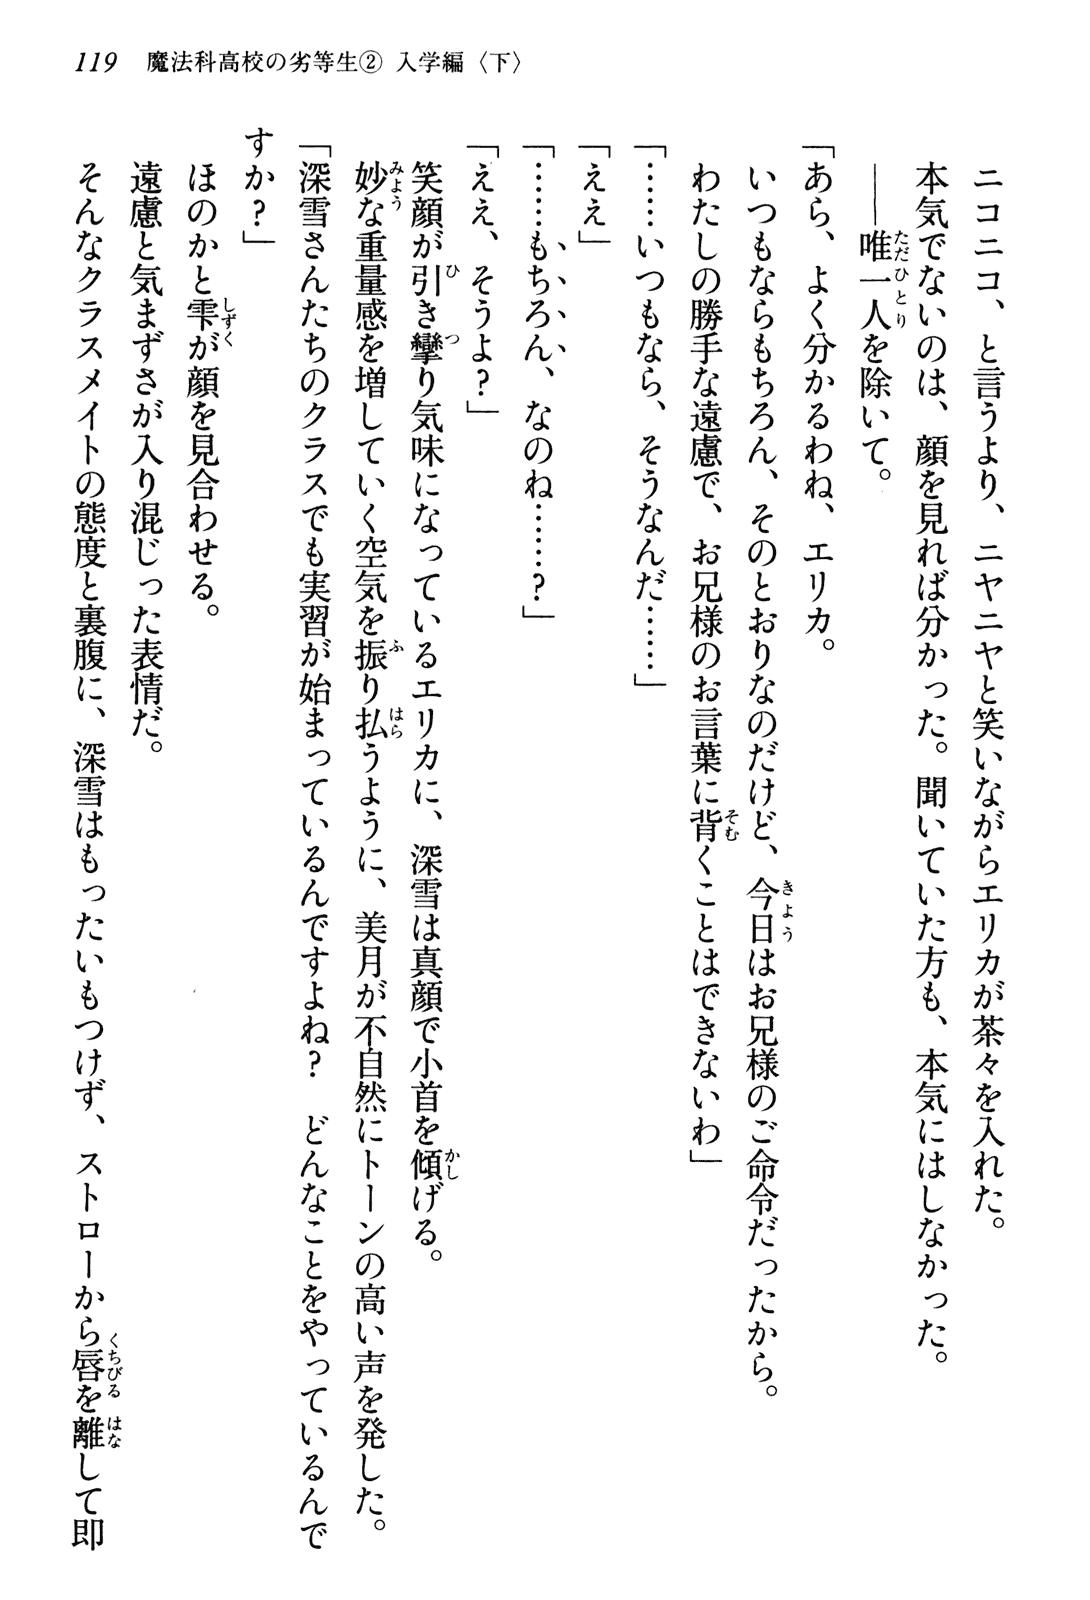 119　魔法科高校の劣等生② 入学編〈下〉
ニコニコ、と言うより、ニヤニヤと笑いながらエリカが茶々を入れた。
本気でないのは、顔を見れば分かった。聞いていた方も、本気にはしなかった。
――唯一人を除いて。
「あら、よく分かるわね、エリカ。
いつもならもちろん、そのとおりなのだけど、今日はお兄様のご命令だったから。
わたしの勝手な遠慮で、お兄様のお言葉に背くことはできないわ」
「……いつもなら、そうなんだ……」
「ええ」
「……もちろん、なのね……?」
「ええ、そうよ?」
笑顔が引き攣り気味になっているエリカに、深雪は真顔で小首を傾げる。
妙な重量感を増していく空気を振り払うように、美月が不自然にトーンの高い声を発した。
「深雪さんたちのクラスでも実習が始まっているんですよね?　どんなことをやっているんで
すか?」
ほのかと雫が顔を見合わせる。
遠慮と気まずさが入り混じった表情だ。
そんなクラスメイトの態度と裏腹に、深雪はもったいもつけず、ストローから唇を離して即